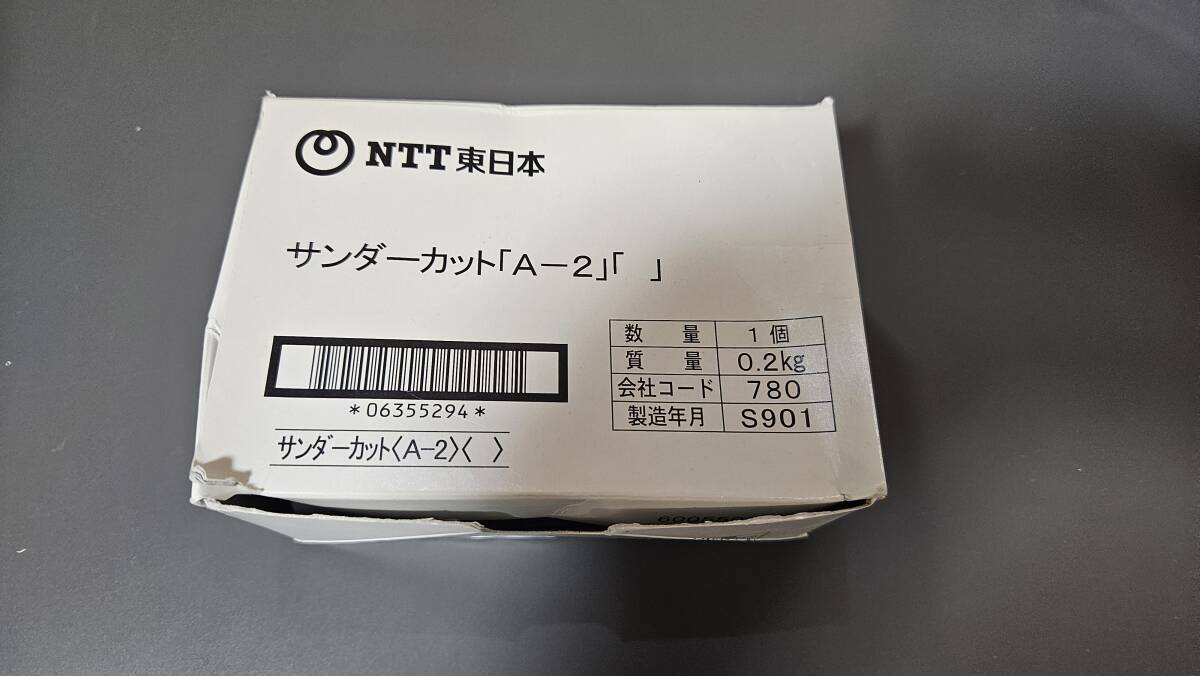 NTT東日本
サンダーカット「A-2」「　」
*06355294*
サンダーカット〈A-2〉〈　〉
数　量 1個
質　量 0.2kg
会社コード 780
製造年月 S901